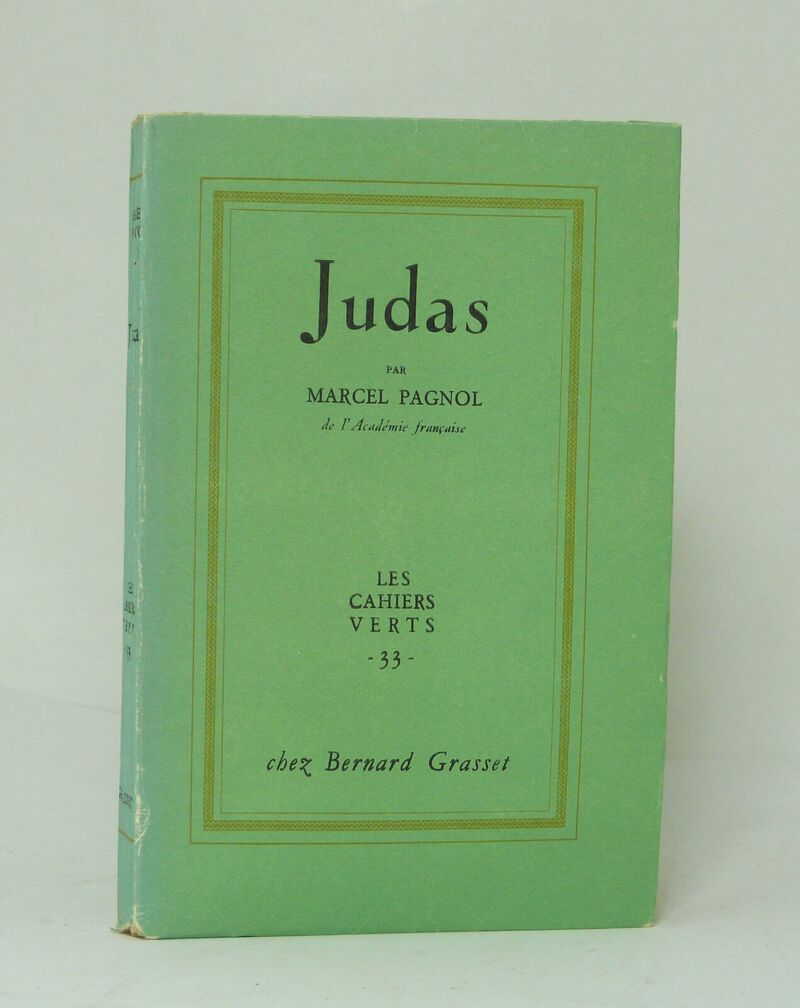 Judas
PAR
MARCEL PAGNOL
de l'Académie française
LES
CAHIERS
VERTS
-33-
chez Bernard Grasset